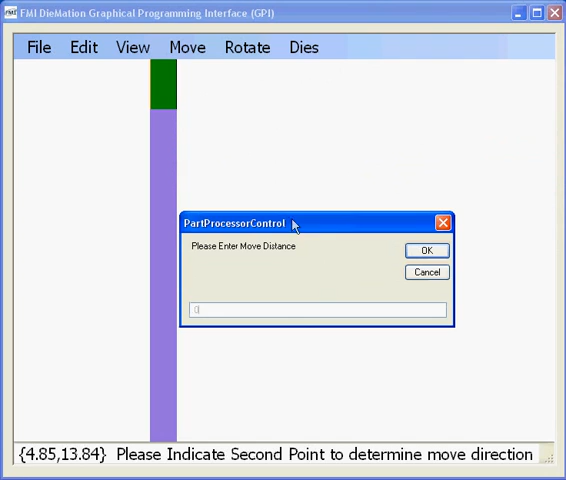 FMI DieMation Graphical Programming Interface (GPI)
File Edit View Move Rotate Dies
PartProcessorControl
Please Enter Move Distance
OK
Cancel
0
{4.85,13.84} Please Indicate Second Point to determine move direction